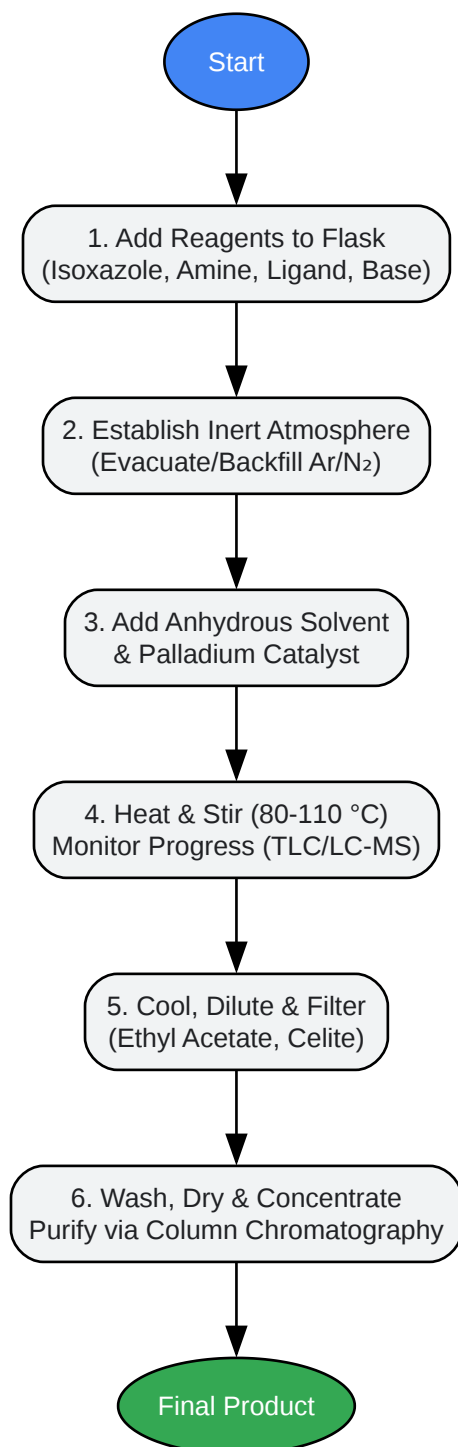 Start
1. Add Reagents to Flask
(Isoxazole, Amine, Ligand, Base)
2. Establish Inert Atmosphere
(Evacuate/Backfill Ar/N₂)
3. Add Anhydrous Solvent
& Palladium Catalyst
4. Heat & Stir (80-110 °C)
Monitor Progress (TLC/LC-MS)
5. Cool, Dilute & Filter
(Ethyl Acetate, Celite)
6. Wash, Dry & Concentrate
Purify via Column Chromatography
Final Product